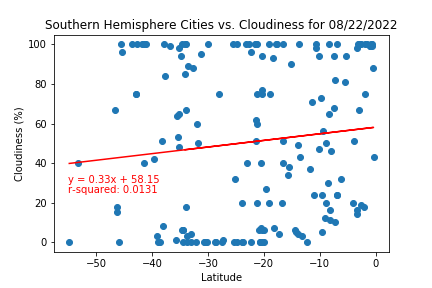 Southern Hemisphere Cities vs. Cloudiness for 08/22/2022
100
80
60
40
20
0
Cloudiness (%)
y = 0.33x + 58.15
r-squared: 0.0131
−50
−40
−30
−20
−10
0
Latitude